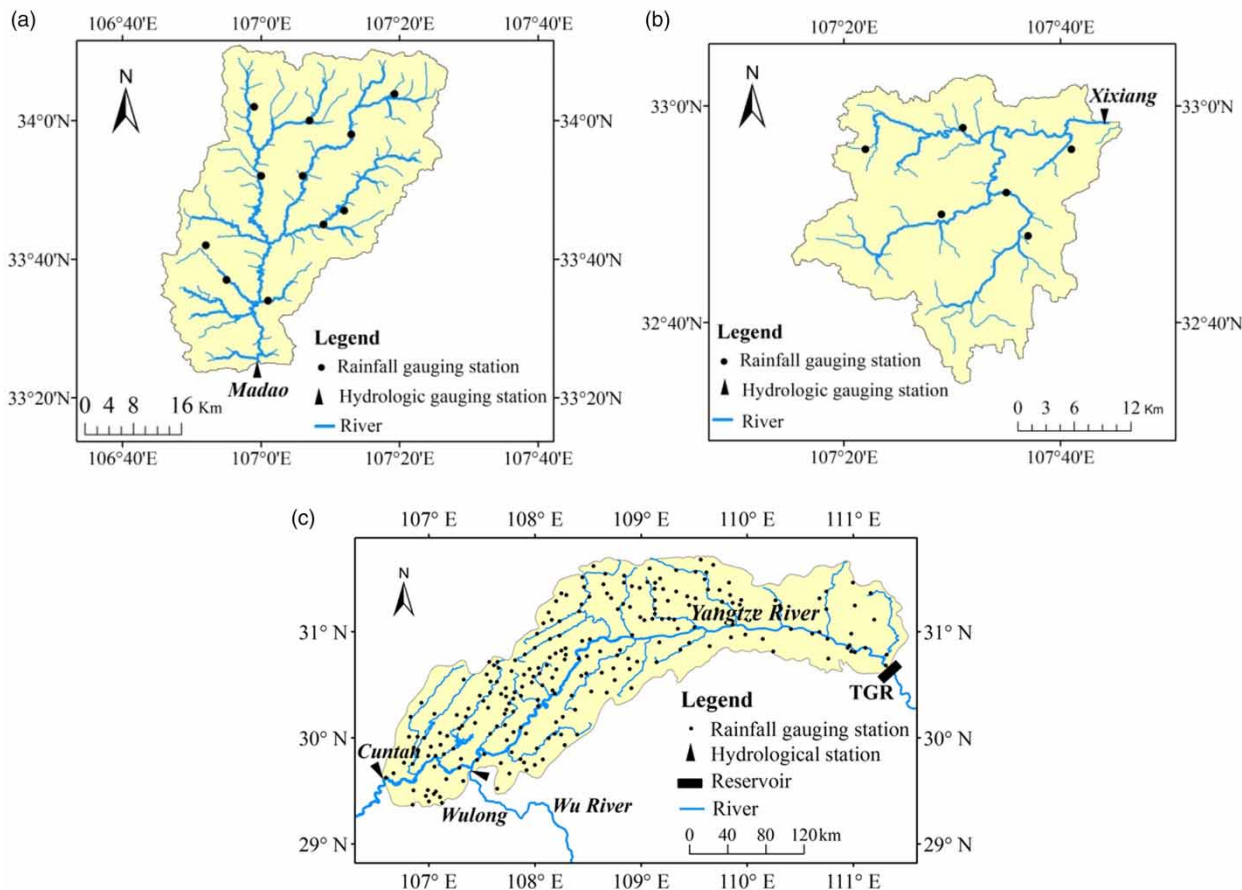 (a)
106°40'E 107°0'E 107°20'E 107°40'E
N
34°0'N 34°0'N
33°40'N 33°40'N
33°20'N 33°20'N
Madao
Legend
Rainfall gauging station
Hydrologic gauging station
River
0 4 8 16 Km
106°40'E 107°0'E 107°20'E 107°40'E
(b)
107°20'E 107°40'E
N
Xixiang
33°0'N 33°0'N
32°40'N 32°40'N
Legend
Rainfall gauging station
Hydrologic gauging station
River
0 3 6 12 Km
107°20'E 107°40'E
(c)
107° E 108° E 109° E 110° E 111° E
N
Yangtze River
31° N 31° N
TGR
30° N 30° N
Cuntan
Wulong
Wu River
29° N 29° N
Legend
Rainfall gauging station
Hydrological station
Reservoir
River
0 40 80 120km
107° E 108° E 109° E 110° E 111° E